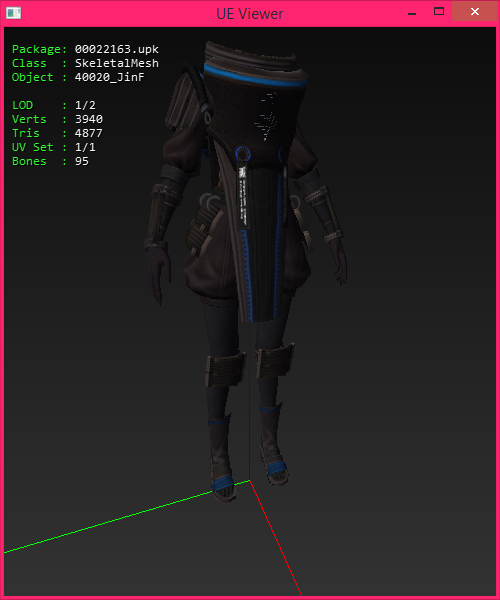 UE Viewer
Package: 00022163.upk
Class  : SkeletalMesh
Object : 40020_JinF
LOD    : 1/2
Verts  : 3940
Tris   : 4877
UV Set : 1/1
Bones  : 95